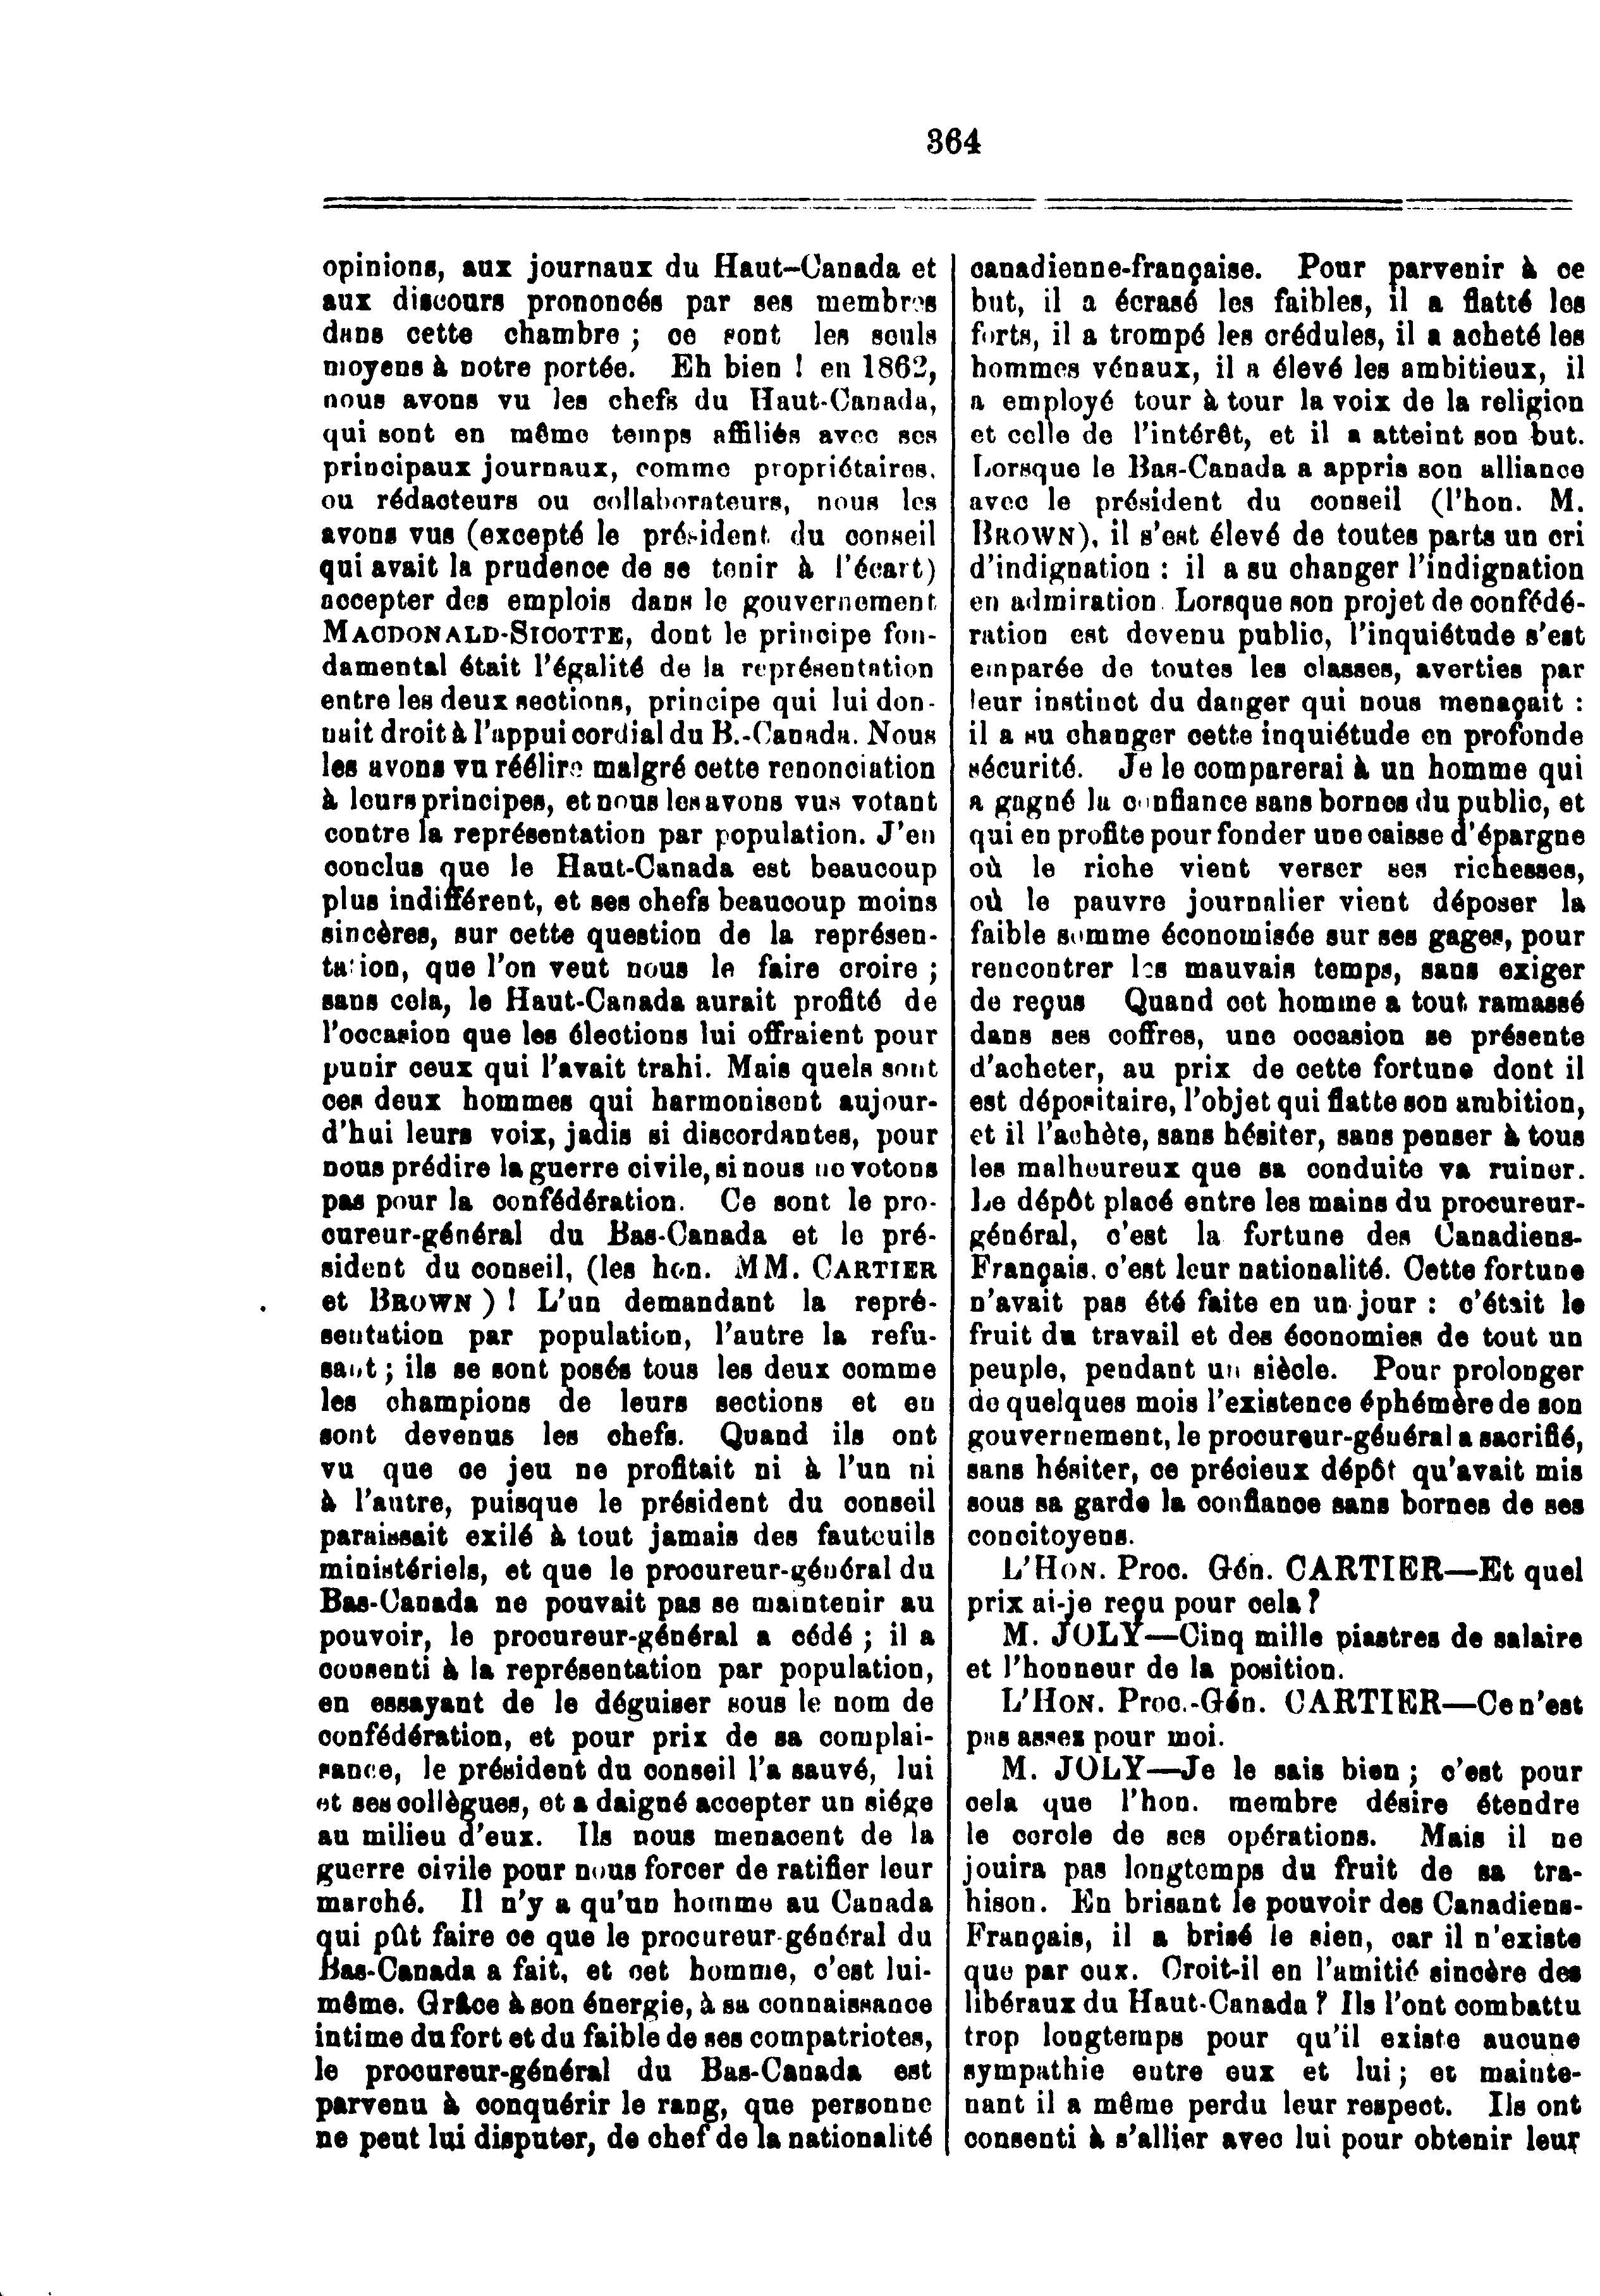 364
opinions, aux journaux du Haut-Canada et
aux discours prononcés par ses membres
dans cette chambre ; ce sont les seuls
moyens à notre portée. Eh bien ! en 1862,
nous avons vu les chefs du Haut-Canada,
qui sont en même temps affiliés avec ses
principaux journaux, comme propriétaires,
ou rédacteurs ou collaborateurs, nous les
avons vus (excepté le président du conseil
qui avait la prudence de se tenir à l'écart)
accepter des emplois dans le gouvernement
MACDONALD-SICOTTE, dont le principe fon-
damental était l'égalité de la représentation
entre les deux sections, principe qui lui don-
nait droit à l'appui cordial du B.-Canada. Nous
les avons vu réélire malgré cette renonciation
à leurs principes, et nous les avons vus votant
contre la représentation par population. J'en
conclus que le Haut-Canada est beaucoup
plus indifférent, et ses chefs beaucoup moins
sincères, sur cette question de la représen-
tation, que l'on veut nous le faire croire ;
sans cela, le Haut-Canada aurait profité de
l'occasion que les élections lui offraient pour
punir ceux qui l'avait trahi. Mais quels sont
ces deux hommes qui harmonisent aujour-
d'hui leurs voix, jadis si discordantes, pour
nous prédire la guerre civile, si nous ne votons
pas pour la confédération. Ce sont le pro-
cureur-général du Bas-Canada et le pré-
sident du conseil, (les hon. MM. CARTIER
et BROWN ) ! L'un demandant la repré-
sentation par population, l'autre la refu-
sant ; ils se sont posés tous les deux comme
les champions de leurs sections et en
sont devenus les chefs. Quand ils ont
vu que ce jeu ne profitait ni à l'un ni
à l'autre, puisque le président du conseil
paraissait exilé à tout jamais des fauteuils
ministériels, et que le procureur-général du
Bas-Canada ne pouvait pas se maintenir au
pouvoir, le procureur-général a cédé ; il a
consenti à la représentation par population,
en essayant de le déguiser sous le nom de
confédération, et pour prix de sa complai-
sance, le président du conseil l'a sauvé, lui
et ses collègues, et a daigné accepter un siége
au milieu d'eux. Ils nous menacent de la
guerre civile pour nous forcer de ratifier leur
marché. Il n'y a qu'un homme au Canada
qui pût faire ce que le procureur-général du
Bas-Canada a fait, et cet homme, c'est lui-
même. Grâce à son énergie, à sa connaissance
intime du fort et du faible de ses compatriotes,
le procureur-général du Bas-Canada est
parvenu à conquérir le rang, que personne
ne peut lui disputer, de chef de la nationalité
canadienne-française. Pour parvenir à ce
but, il a écrasé les faibles, il a flatté les
forts, il a trompé les crédules, il a acheté les
hommes vénaux, il a élevé les ambitieux, il
a employé tour à tour la voix de la religion
et celle de l'intérêt, et il a atteint son but.
Lorsque le Bas-Canada a appris son alliance
avec le président du conseil (l'hon. M.
BROWN), il s'est élevé de toutes parts un cri
d'indignation : il a su changer l'indignation
en admiration. Lorsque son projet de confédé-
ration est devenu public, l'inquiétude s'est
emparée de toutes les classes, averties par
leur instinct du danger qui nous menaçait :
il a su changer cette inquiétude en profonde
sécurité. Je le comparerai à un homme qui
a gagné la confiance sans bornes du public, et
qui en profite pour fonder une caisse d'épargne
où le riche vient verser ses richesses,
où le pauvre journalier vient déposer la
faible somme économisée sur ses gages, pour
rencontrer les mauvais temps, sans exiger
de reçus Quand cet homme a tout ramassé
dans ses coffres, une occasion se présente
d'acheter, au prix de cette fortune dont il
est dépositaire, l'objet qui flatte son ambition,
et il l'achète, sans hésiter, sans penser à tous
les malheureux que sa conduite va ruiner.
Le dépôt placé entre les mains du procureur-
général, c'est la fortune des Canadiens-
Français, c'est leur nationalité. Cette fortune
n'avait pas été faite en un jour : c'était le
fruit du travail et des économies de tout un
peuple, pendant un siècle. Pour prolonger
de quelques mois l'existence éphémère de son
gouvernement, le procureur-général a sacrifié,
sans hésiter, ce précieux dépôt qu'avait mis
sous sa garde la confiance sans bornes de ses
concitoyens.
L'HON. PROC. GÉN. CARTIER—Et quel
prix ai-je reçu pour cela ?
M. JOLY—Cinq mille piastres de salaire
et l'honneur de la position.
L'HON. PROC.-GÉN. CARTIER—Ce n'est
pas assez pour moi.
M. JOLY—Je le sais bien ; c'est pour
cela que l'hon. membre désire étendre
le cercle de ses opérations. Mais il ne
jouira pas longtemps du fruit de sa tra-
hison. En brisant le pouvoir des Canadiens-
Français, il a brisé le sien, car il n'existe
que par eux. Croit-il en l'amitié sincère des
libéraux du Haut-Canada ? Ils l'ont combattu
trop longtemps pour qu'il existe aucune
sympathie entre eux et lui ; et mainte-
nant il a même perdu leur respect. Ils ont
consenti à s'allier avec lui pour obtenir leur